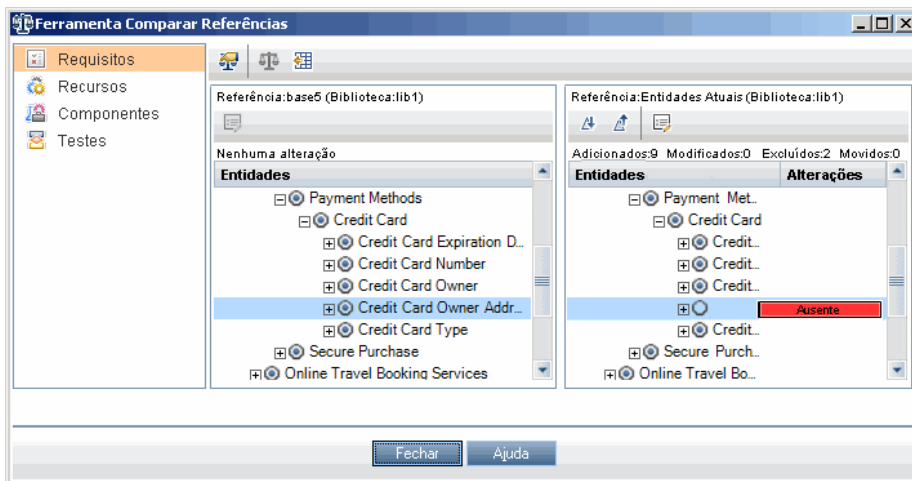 Ferramenta Comparar Referências
Requisitos
Recursos
Componentes
Testes
Referência:base5 (Biblioteca:lib1)
Nenhuma alteração
Entidades
Payment Methods
Credit Card
Credit Card Expiration D...
Credit Card Number
Credit Card Owner
Credit Card Owner Addr...
Credit Card Type
Secure Purchase
Online Travel Booking Services
Referência:Entidades Atuais (Biblioteca:lib1)
Adicionados:9 Modificados:0 Excluídos:2 Movidos:0
Entidades Alterações
Payment Met...
Credit Card
Credit...
Credit...
Credit...
Ausente
Credit...
Secure Purch...
Online Travel Bo...
Fechar Ajuda